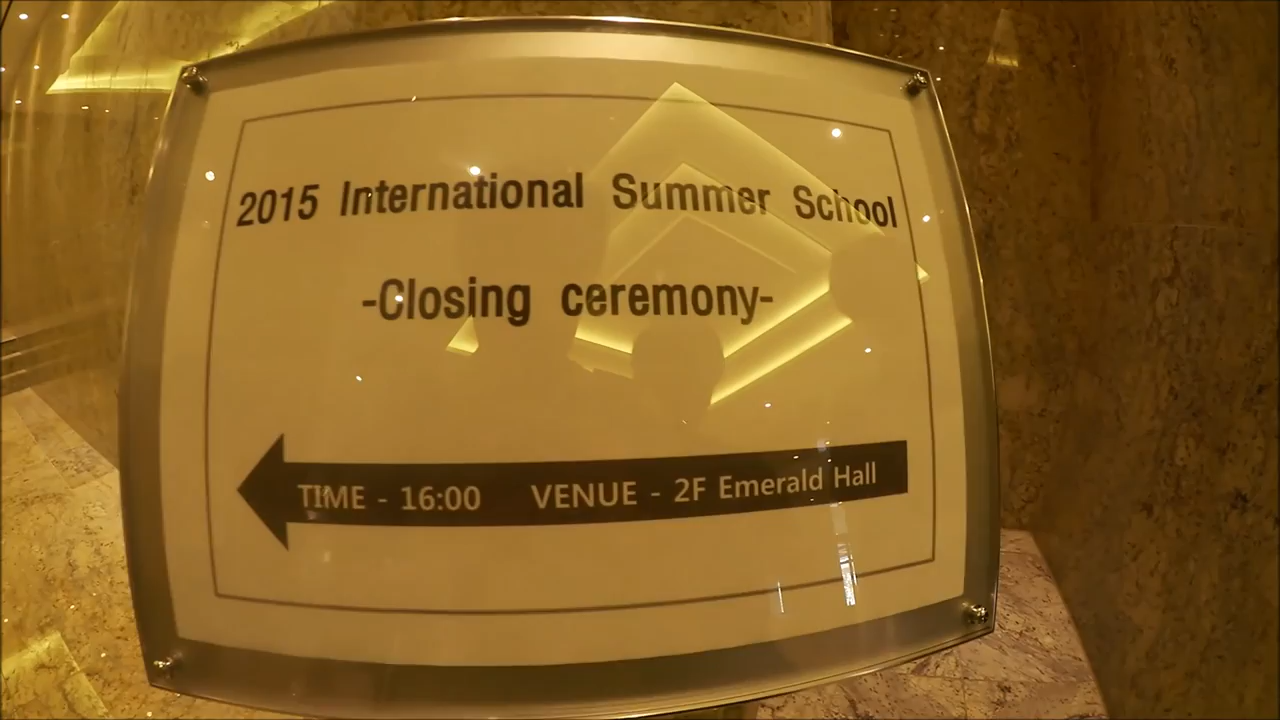 2015 International Summer School
-Closing ceremony-
TIME - 16:00 VENUE - 2F Emerald Hall